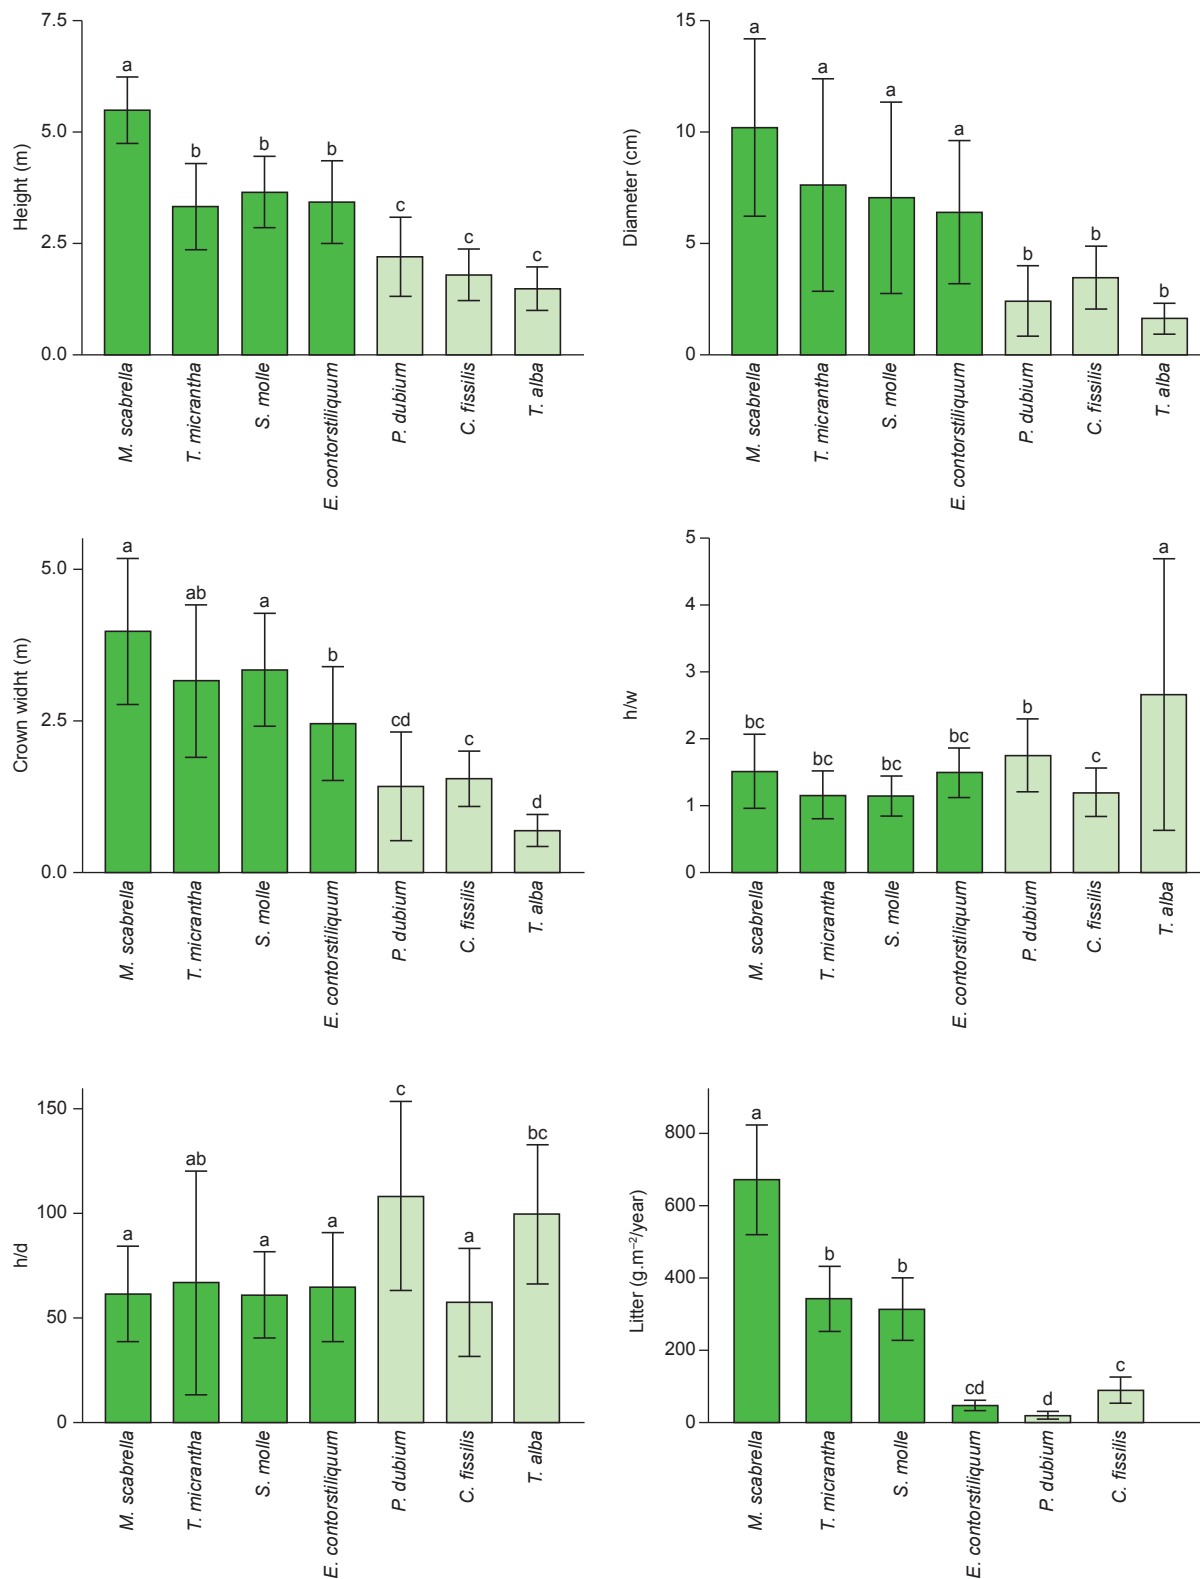 7.5
5.0
2.5
0.0
Height (m)
a
b
b
b
c
c
c
M. scabrella
T. micrantha
S. molle
E. contorstiliquum
P. dubium
C. fissilis
T. alba
15
10
5
0
Diameter (cm)
a
a
a
a
b
b
b
M. scabrella
T. micrantha
S. molle
E. contorstiliquum
P. dubium
C. fissilis
T. alba
5.0
2.5
0.0
Crown widht (m)
a
ab
a
b
cd
c
d
M. scabrella
T. micrantha
S. molle
E. contorstiliquum
P. dubium
C. fissilis
T. alba
5
4
3
2
1
0
h/w
bc
bc
bc
bc
b
c
a
M. scabrella
T. micrantha
S. molle
E. contorstiliquum
P. dubium
C. fissilis
T. alba
150
100
50
0
h/d
a
ab
a
a
c
a
bc
M. scabrella
T. micrantha
S. molle
E. contorstiliquum
P. dubium
C. fissilis
T. alba
800
600
400
200
0
Litter (g.m⁻²/year)
a
b
b
cd
d
c
M. scabrella
T. micrantha
S. molle
E. contorstiliquum
P. dubium
C. fissilis